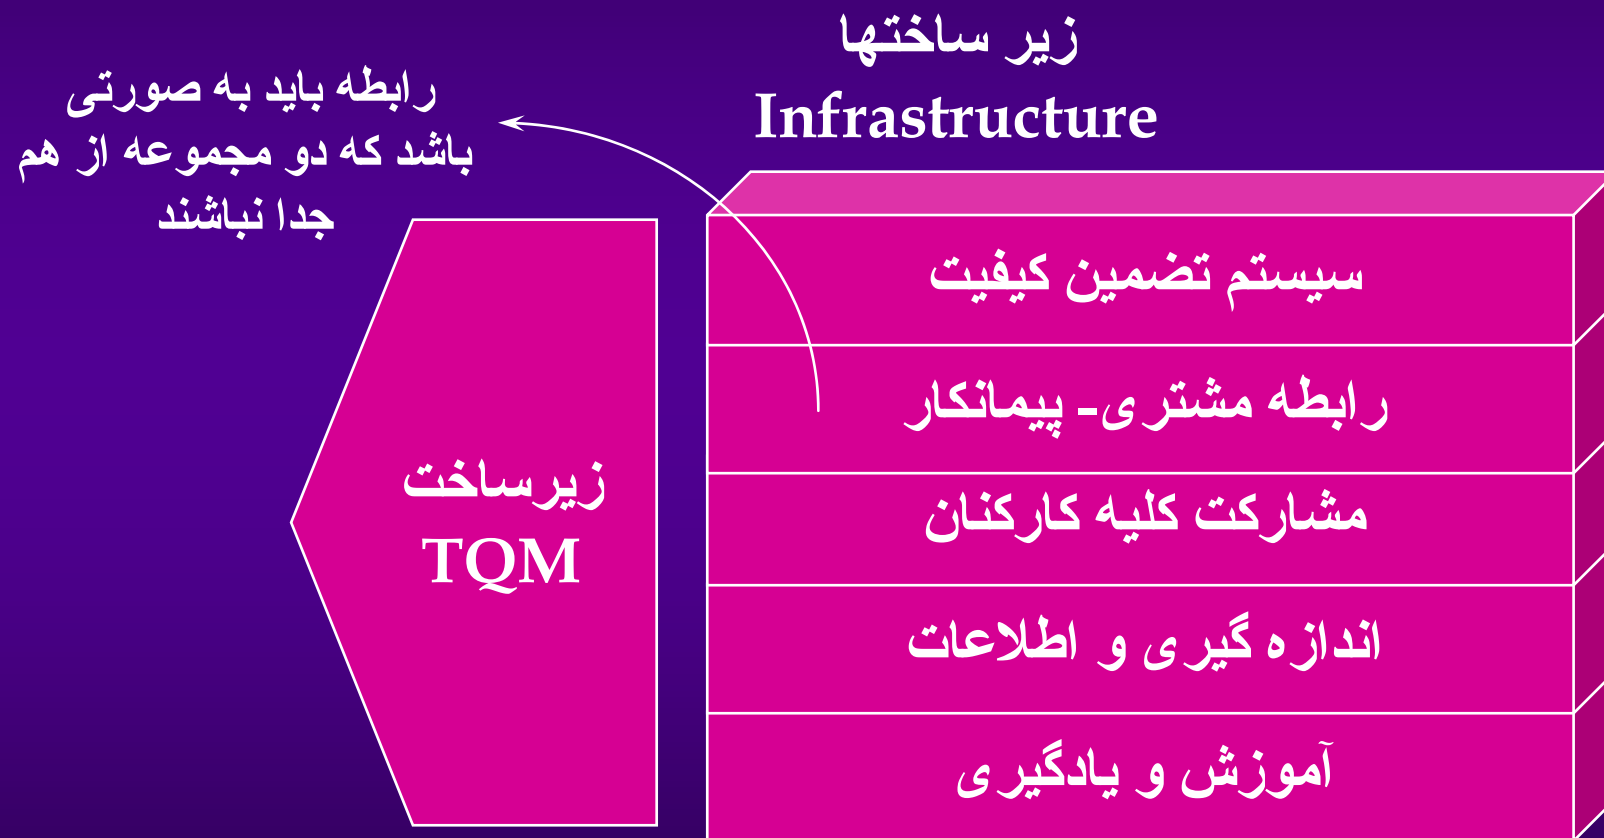 زیر ساختها
Infrastructure
رابطه باید به صورتی
باشد که دو مجموعه از هم
جدا نباشند
سیستم تضمین کیفیت
رابطه مشتری- پیمانکار
مشارکت کلیه کارکنان
اندازه گیری و اطلاعات
آموزش و یادگیری
زیرساخت
TQM